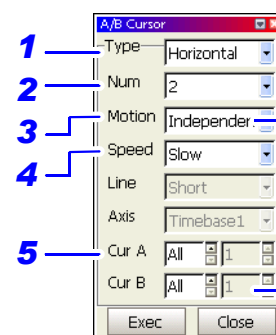 A/B Cursor
1 Type Horizontal
2 Num 2
3 Motion Independer
4 Speed Slow
Line Short
Axis Timebase1
5 Cur A All 1
Cur B All 1
Exec Close